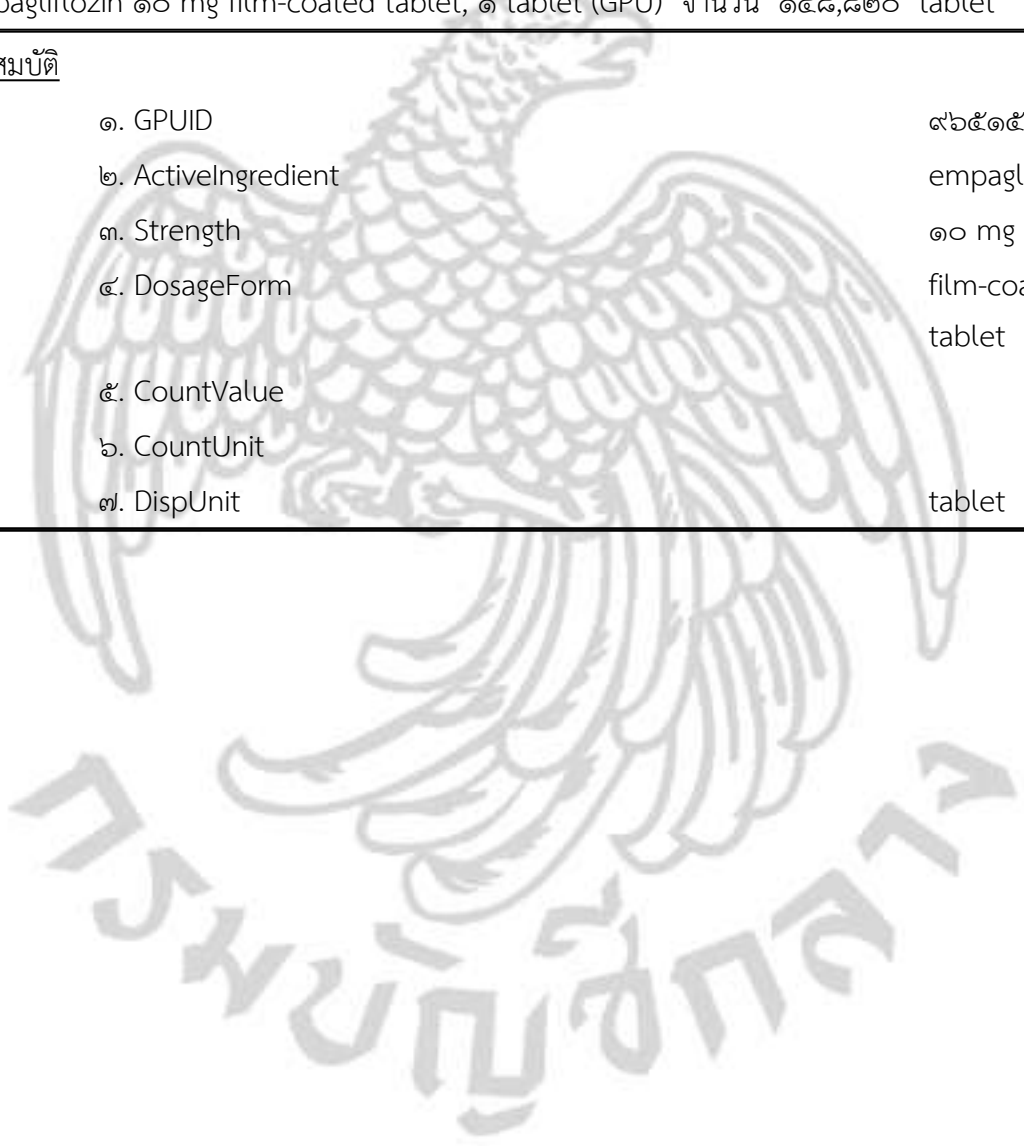 pagliflozin ๑๐ mg film-coated tablet, ๑ tablet (GPU) จำนวน ๑๔๘,๘๒๐ tablet
สมบัติ
๑. GPUID ๙๖๕๑๕
๒. ActiveIngredient empagl
๓. Strength ๑๐ mg
๔. DosageForm film-coa
tablet
๕. CountValue
๖. CountUnit
๗. DispUnit tablet
กรมบัญชีกลาง